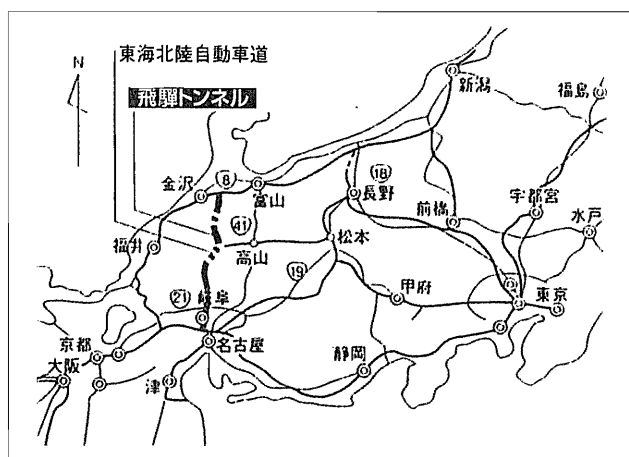 東海北陸自動車道
N
飛騨トンネル
新潟
福島
金沢
8
富山
18
長野
前橋
宇都宮
水戸
41
福井
高山
松本
19
21
岐阜
甲府
東京
京都
名古屋
静岡
大阪
津